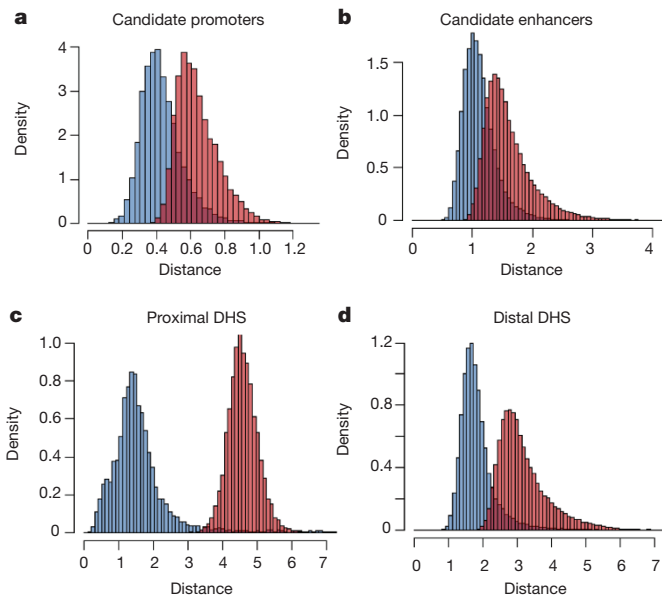 a Candidate promoters
Density
4
3
2
1
0
0 0.2 0.4 0.6 0.8 1.0 1.2
Distance
b Candidate enhancers
Density
1.5
1.0
0.5
0
0 1 2 3 4
Distance
c Proximal DHS
Density
1.0
0.8
0.6
0.4
0.2
0
0 1 2 3 4 5 6 7
Distance
d Distal DHS
Density
1.2
0.8
0.4
0
0 1 2 3 4 5 6 7
Distance